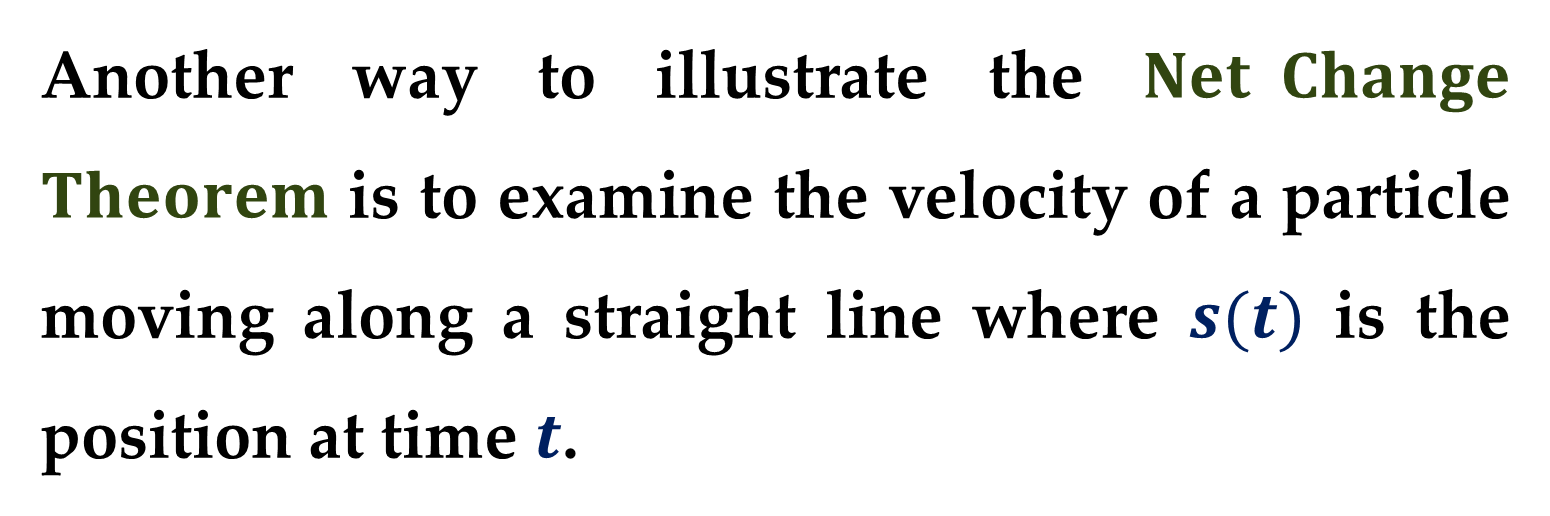 Another way to illustrate the Net Change
Theorem is to examine the velocity of a particle
moving along a straight line where s(t) is the
position at time t.